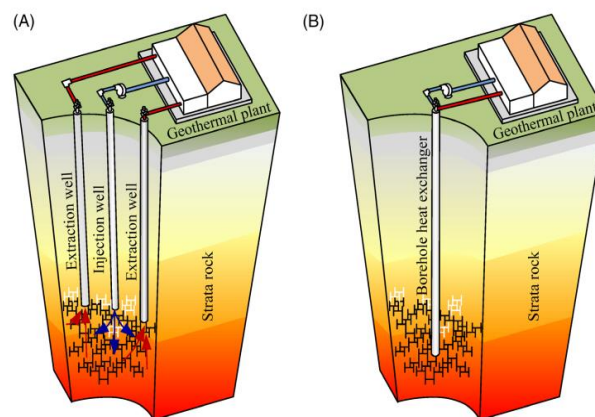 (A)
Geothermal plant
Extraction well
Injection well
Extraction well
Strata rock
(B)
Geothermal plant
Borehole heat exchanger
Strata rock